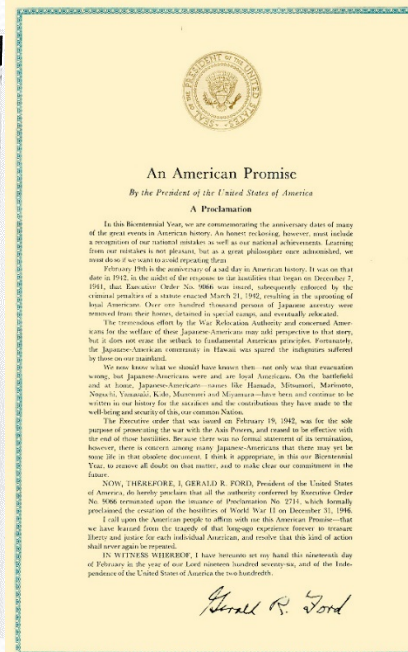 SEAL OF THE PRESIDENT OF THE UNITED STATES
An American Promise
By the President of the United States of America
A Proclamation
In this Bicentennial Year, we are commemorating the anniversary dates of many
of the great events in American history. An honest reckoning, however, must include
a recognition of our national mistakes as well as our national achievements. Learning
from our mistakes is not pleasant, but as a great philosopher once admonished, we
must do so if we want to avoid repeating them
February 19th is the anniversary of a sad day in American history. It was on that
date in 1942, in the midst of the response to the hostilities that began on December 7,
1941, that Executive Order No. 9066 was issued, subsequently enforced by the
criminal penalties of a statute enacted March 21, 1942, resulting in the uprooting of
loyal Americans. Over one hundred thousand persons of Japanese ancestry were
removed from their homes, detained in special camps, and eventually relocated.
The tremendous effort by the War Relocation Authority and concerned Amer-
icans for the welfare of these Japanese-Americans may add perspective to that story,
but it does not erase the setback to fundamental American principles. Fortunately,
the Japanese-American community in Hawaii was spared the indignities suffered
by those on our mainland.
We now know what we should have known then—not only was that evacuation
wrong, but Japanese-Americans were and are loyal Americans. On the battlefield
and at home, Japanese-Americans—names like Hamada, Mitsumori, Marimoto,
Noguchi, Yamasaki, Kido, Munemori and Miyamura—have been and continue to be
written in our history for the sacrifices and the contributions they have made to the
well-being and security of this, our common Nation.
The Executive order that was issued on February 19, 1942, was for the sole
purpose of prosecuting the war with the Axis Powers, and ceased to be effective with
the end of those hostilities. Because there was no formal statement of its termination,
however, there is concern among many Japanese-Americans that there may yet be
some life in that obsolete document. I think it appropriate, in this our Bicentennial
Year, to remove all doubt on that matter, and to make clear our commitment in the
future.
NOW, THEREFORE, I, GERALD R. FORD, President of the United States
of America, do hereby proclaim that all the authority conferred by Executive Order
No. 9066 terminated upon the issuance of Proclamation No. 2714, which formally
proclaimed the cessation of the hostilities of World War II on December 31, 1946.
I call upon the American people to affirm with me this American Promise—that
we have learned from the tragedy of that long-ago experience forever to treasure
liberty and justice for each individual American, and resolve that this kind of action
shall never again be repeated.
IN WITNESS WHEREOF, I have hereunto set my hand this nineteenth day
of February in the year of our Lord nineteen hundred seventy-six, and of the Inde-
pendence of the United States of America the two hundredth.
Gerald R. Ford